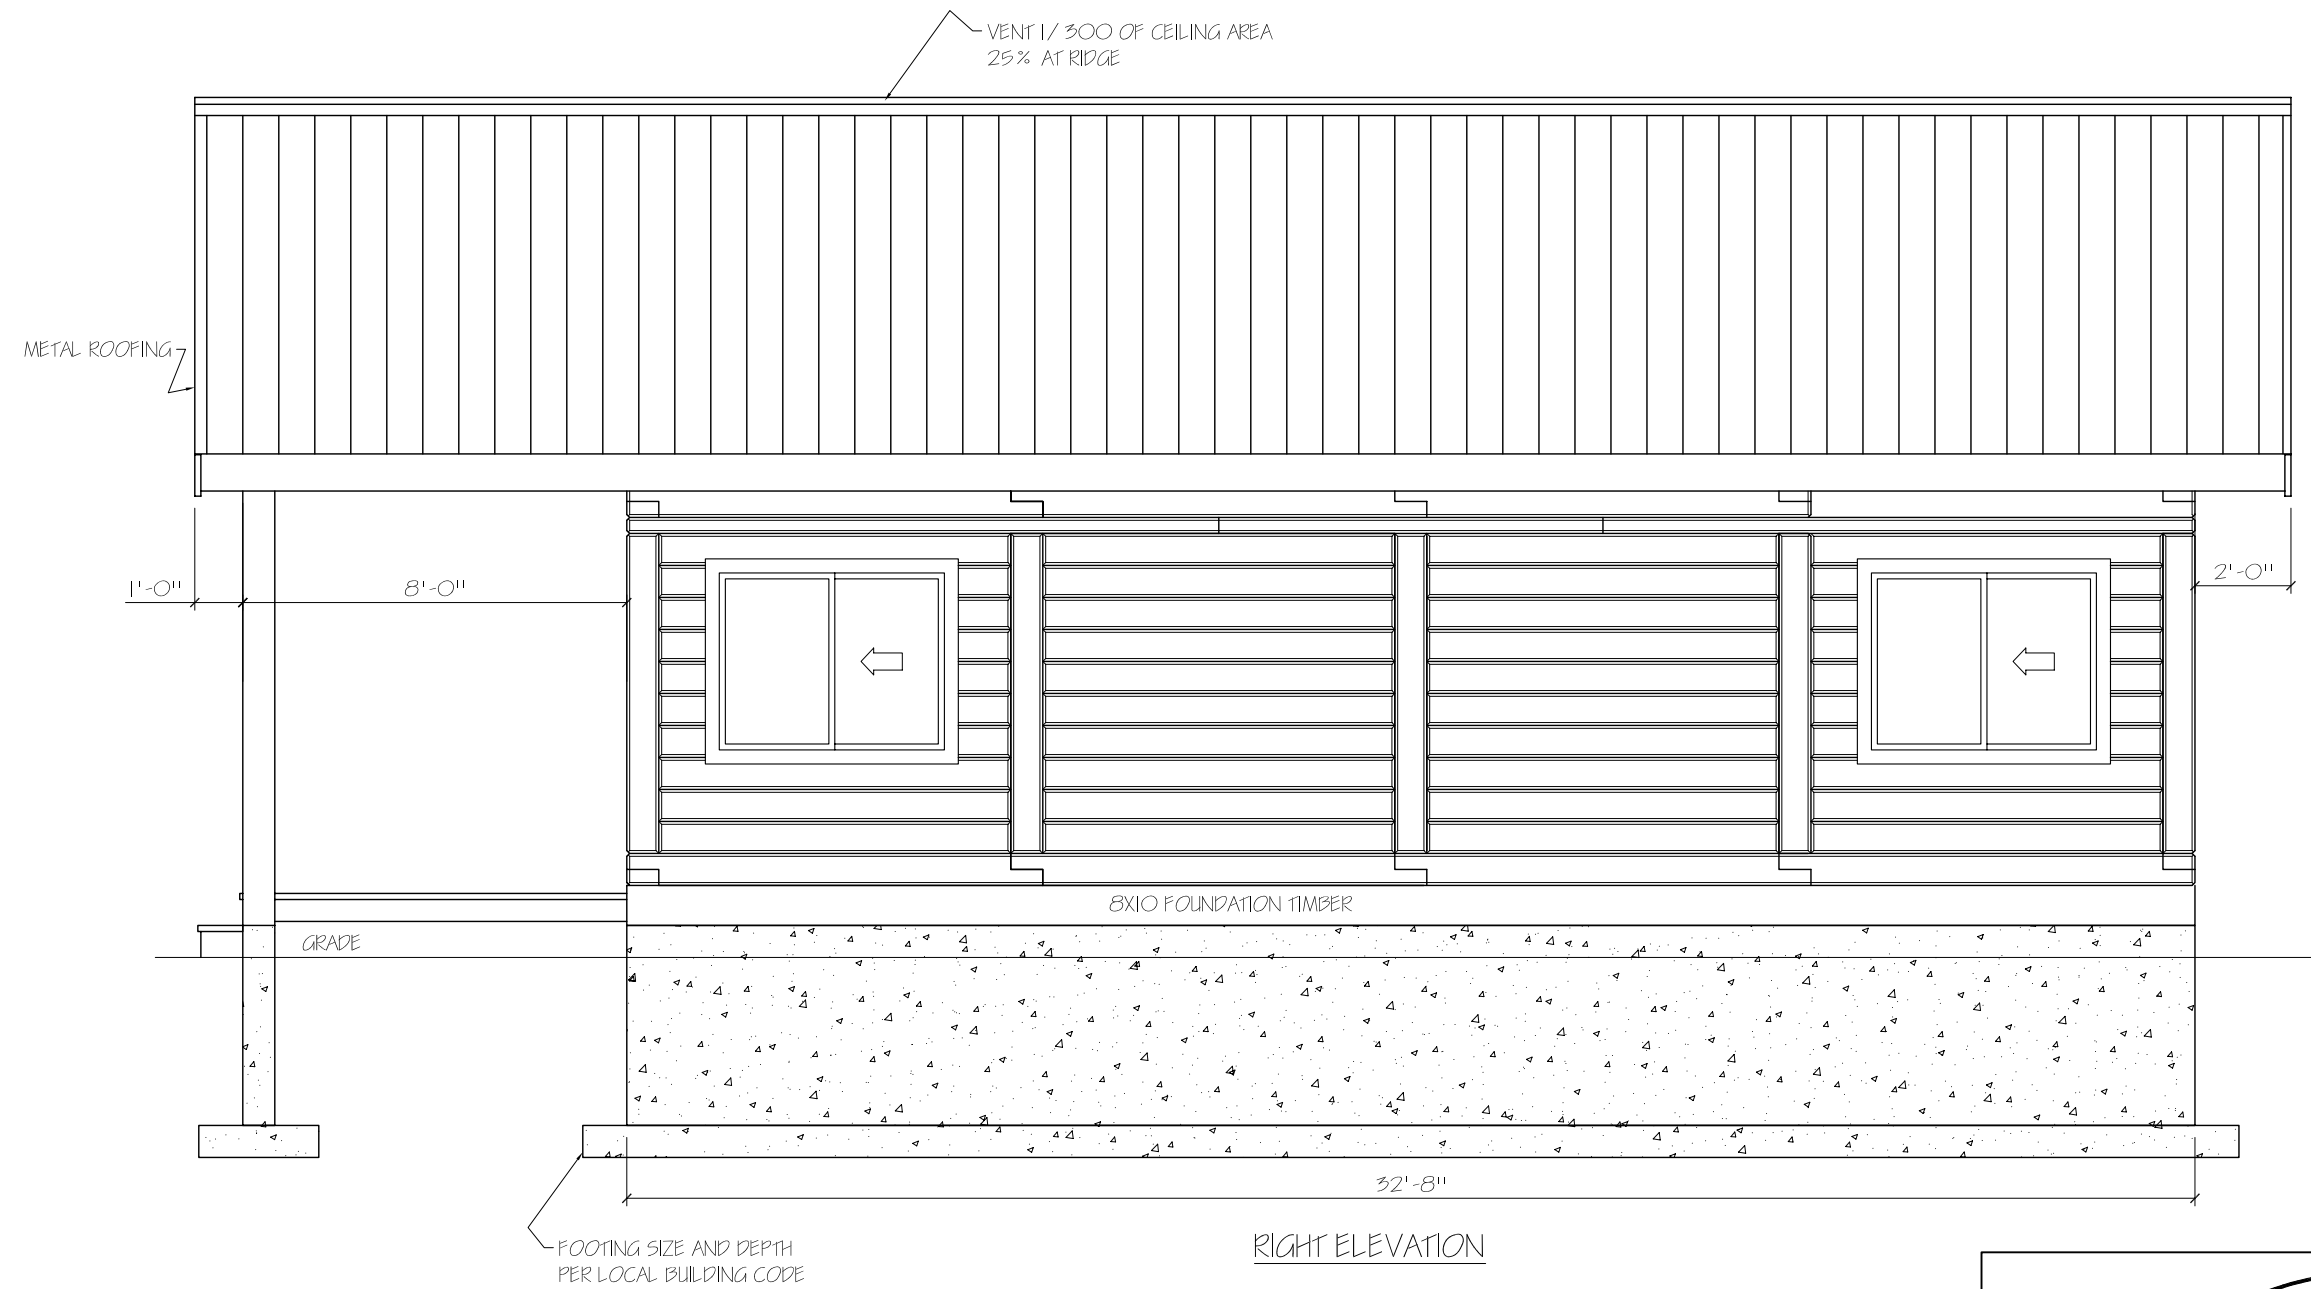 VENT 1/300 OF CEILING AREA
25% AT RIDGE
METAL ROOFING
1'-0"
8'-0"
2'-0"
8X10 FOUNDATION TIMBER
GRADE
32'-8"
FOOTING SIZE AND DEPTH
PER LOCAL BUILDING CODE
RIGHT ELEVATION